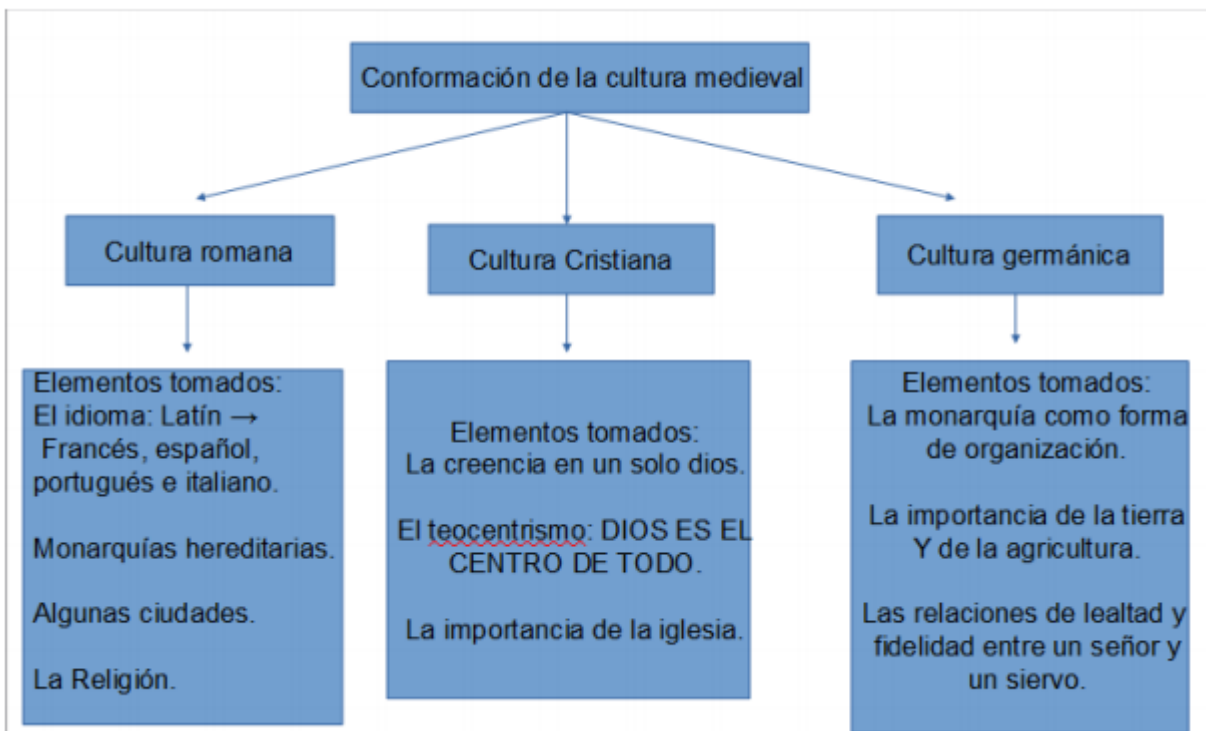 Conformación de la cultura medieval
Cultura romana
Cultura Cristiana
Cultura germánica
Elementos tomados:
El idioma: Latín →
Francés, español,
portugués e italiano.
Monarquías hereditarias.
Algunas ciudades.
La Religión.
Elementos tomados:
La creencia en un solo dios.
El teocentrismo: DIOS ES EL
CENTRO DE TODO.
La importancia de la iglesia.
Elementos tomados:
La monarquía como forma
de organización.
La importancia de la tierra
Y de la agricultura.
Las relaciones de lealtad y
fidelidad entre un señor y
un siervo.